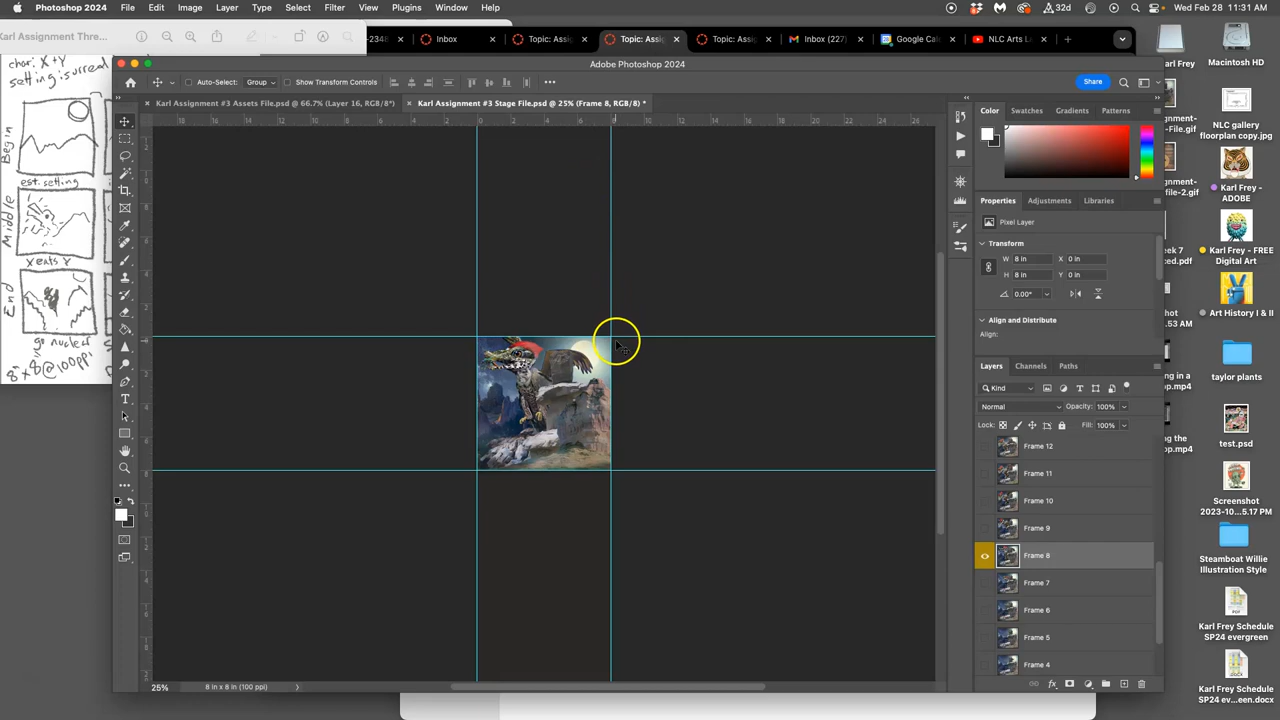 Photoshop 2024 File Edit Image Layer Type Select Filter View Plugins Window Help
32d Wed Feb 28 11:31 AM
Karl Assignment Thre...
Inbox
Topic: Assig
Topic: Assig
Topic: Assig
Inbox (227)
Google Cal
NLC Arts L
Adobe Photoshop 2024
Auto-Select: Group Show Transform Controls
Share
Karl Assignment #3 Assets File.psd @ 66.7% (Layer 16, RGB/8*)
Karl Assignment #3 Stage File.psd @ 25% (Frame 8, RGB/8) *
char: X+Y
setting is surreal
Begin
est. setting
Middle
X eats Y
End
go nuclear
8"x8"@100ppi
Color Swatches Gradients Patterns
Properties Adjustments Libraries
Pixel Layer
Transform
W 8 in X 0 in
H 8 in Y 0 in
0.00°
Align and Distribute
Align:
Layers Channels Paths
Kind
Normal Opacity: 100%
Lock: Fill: 100%
Frame 12
Frame 11
Frame 10
Frame 9
Frame 8
Frame 7
Frame 6
Frame 5
Frame 4
25% 8 in x 8 in (100 ppi)
Macintosh HD
NLC gallery
floorplan copy.jpg
Karl Frey -
ADOBE
Karl Frey - FREE
Digital Art
Art History I & II
taylor plants
test.psd
Screenshot
2023-10...5.17 PM
Steamboat Willie
Illustration Style
Karl Frey Schedule
SP24 evergreen
Karl Frey Schedule
SP24 ev...een.docx